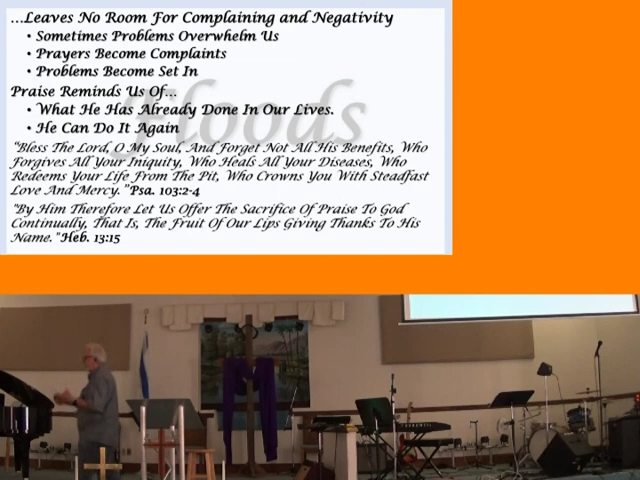 ...Leaves No Room For Complaining and Negativity
• Sometimes Problems Overwhelm Us
• Prayers Become Complaints
• Problems Become Set In
Praise Reminds Us Of...
• What He Has Already Done In Our Lives.
• He Can Do It Again
Floods
"Bless The Lord, O My Soul, And Forget Not All His Benefits, Who
Forgives All Your Iniquity, Who Heals All Your Diseases, Who
Redeems Your Life From The Pit, Who Crowns You With Steadfast
Love And Mercy." Psa. 103:2-4
"By Him Therefore Let Us Offer The Sacrifice Of Praise To God
Continually, That Is, The Fruit Of Our Lips Giving Thanks To His
Name." Heb. 13:15